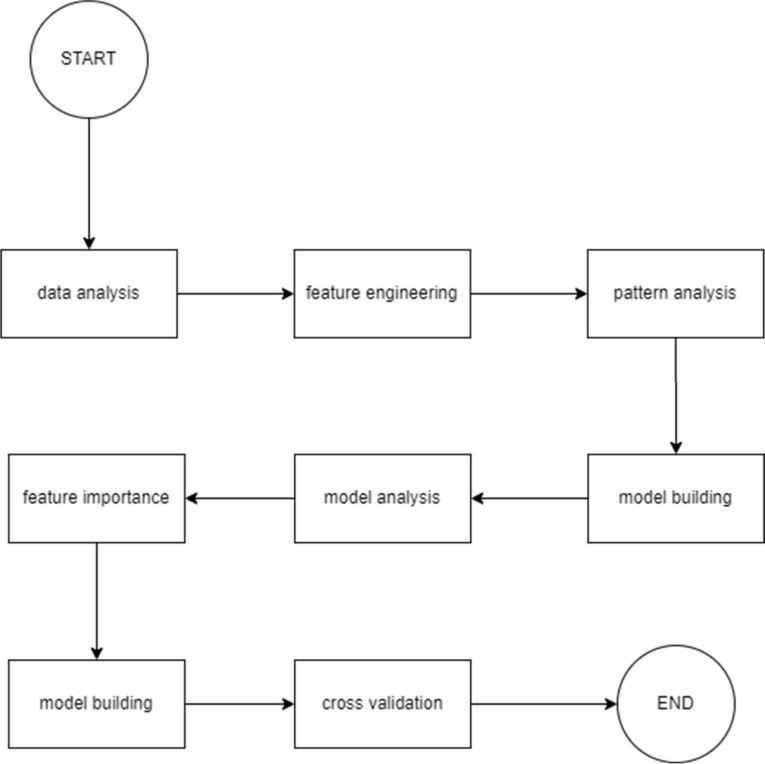 START
data analysis
feature engineering
pattern analysis
model building
model analysis
feature importance
model building
cross validation
END